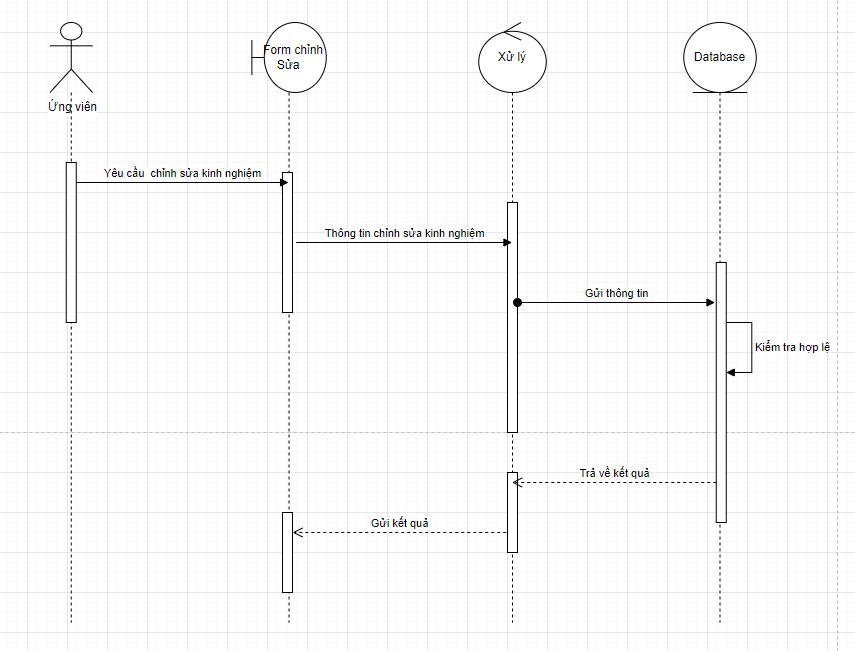 Form chỉnh
Sửa
Xử lý
Database
Ứng viên
Yêu cầu  chỉnh sửa kinh nghiệm
Thông tin chỉnh sửa kinh nghiệm
Gửi thông tin
Kiểm tra hợp lệ
Trả về kết quả
Gửi kết quả